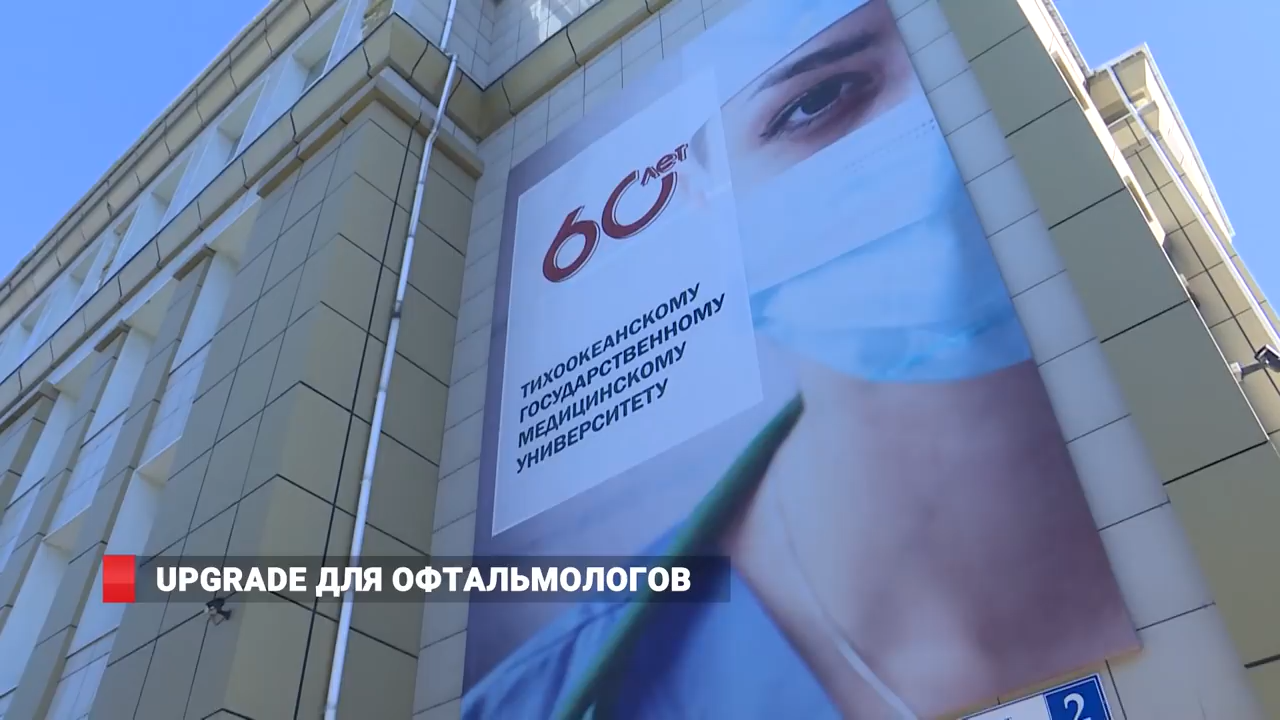 60 лет
ТИХООКЕАНСКОМУ
ГОСУДАРСТВЕННОМУ
МЕДИЦИНСКОМУ
УНИВЕРСИТЕТУ
UPGRADE ДЛЯ ОФТАЛЬМОЛОГОВ
2